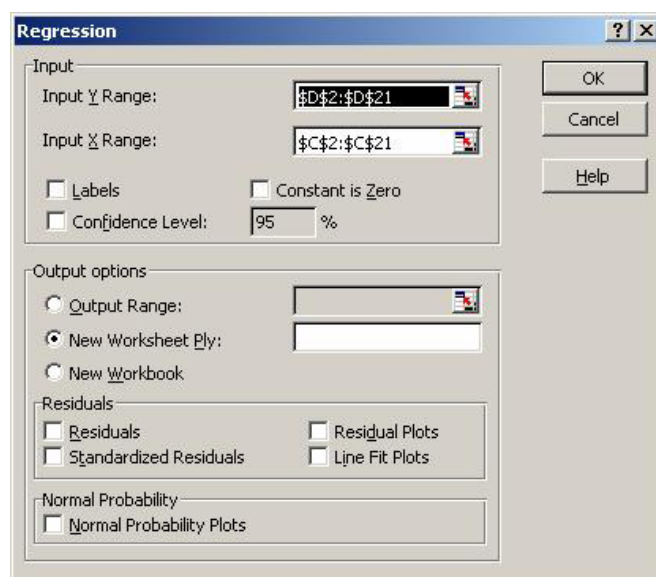 Regression
Input
Input Y Range: $D$2:$D$21
Input X Range: $C$2:$C$21
Labels Constant is Zero
Confidence Level: 95 %
OK
Cancel
Help
Output options
Output Range:
New Worksheet Ply:
New Workbook
Residuals
Residuals Residual Plots
Standardized Residuals Line Fit Plots
Normal Probability
Normal Probability Plots